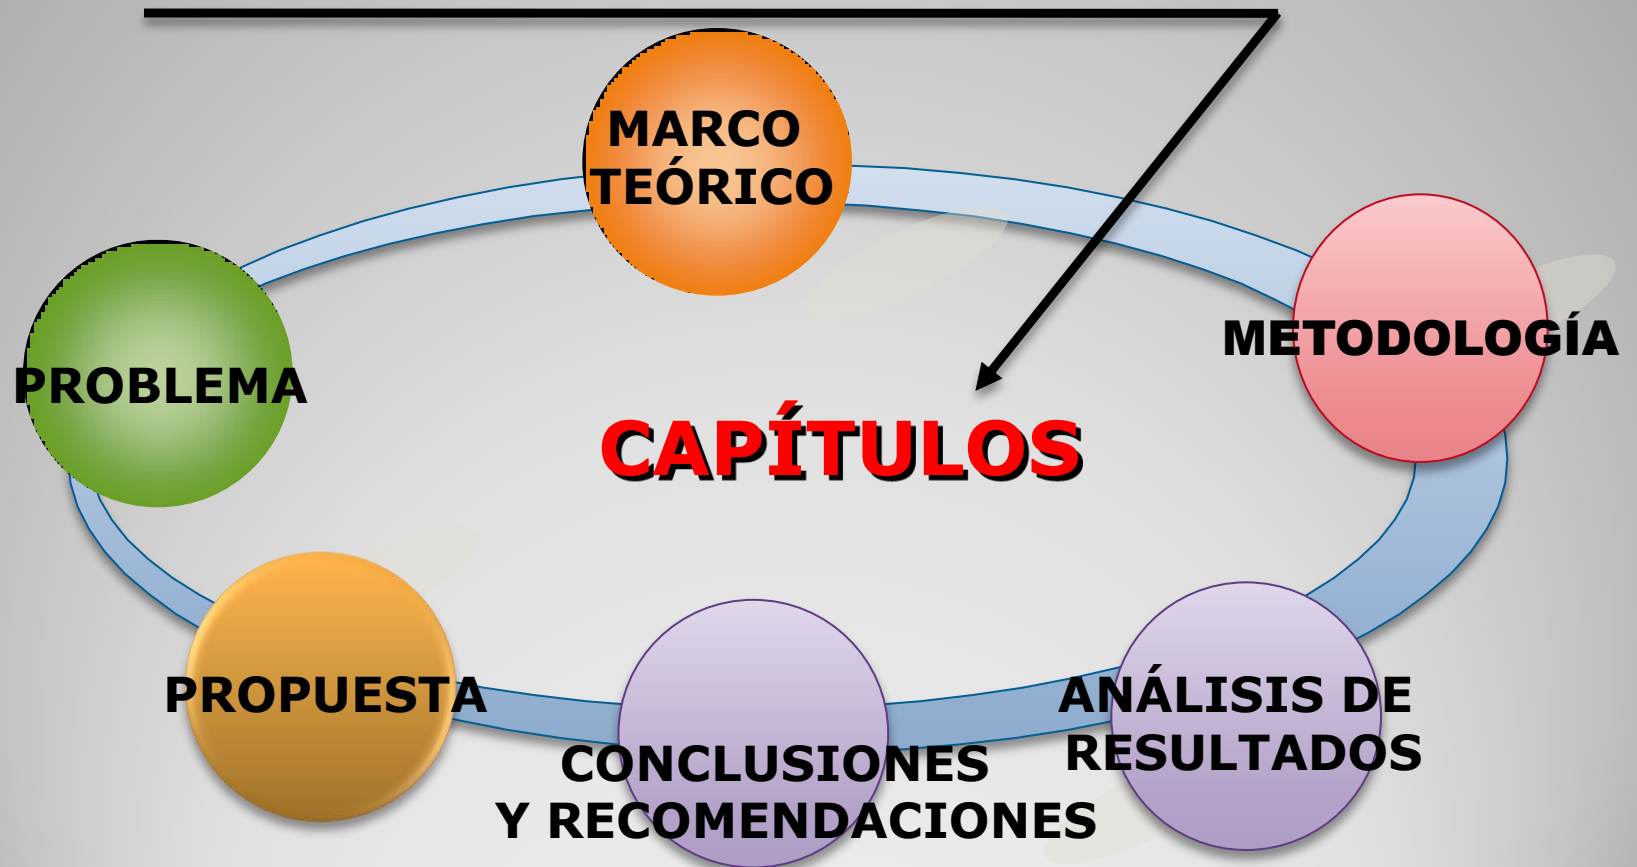 MARCO
TEÓRICO
METODOLOGÍA
PROBLEMA
CAPÍTULOS
PROPUESTA
ANÁLISIS DE
RESULTADOS
CONCLUSIONES
Y RECOMENDACIONES